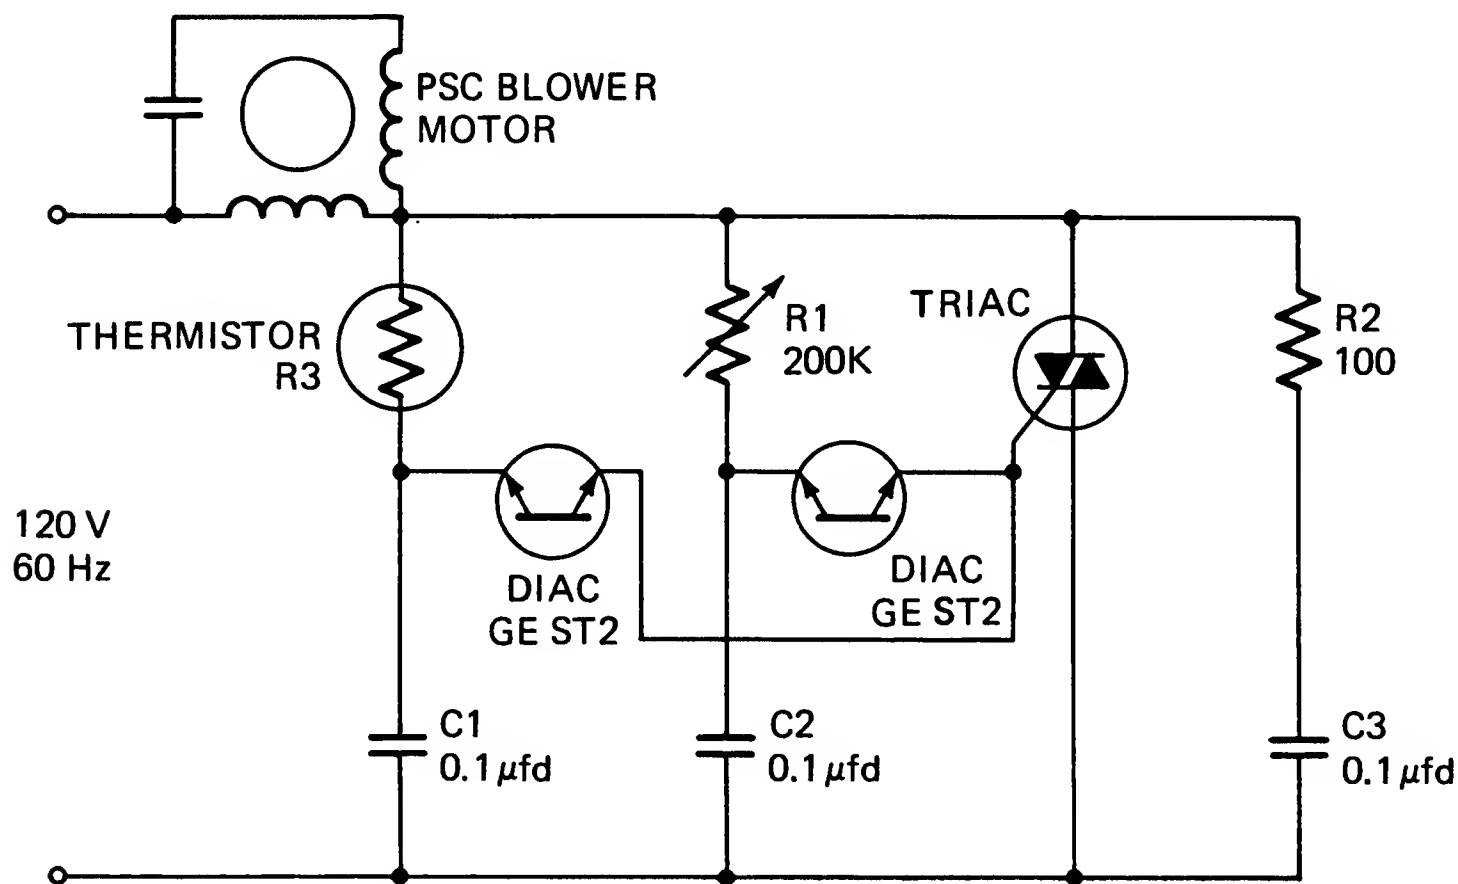 PSC BLOWER
MOTOR
THERMISTOR
R3
R1
200K
TRIAC
R2
100
120 V
60 Hz
DIAC
GE ST2
DIAC
GE ST2
C1
0.1 μfd
C2
0.1 μfd
C3
0.1 μfd